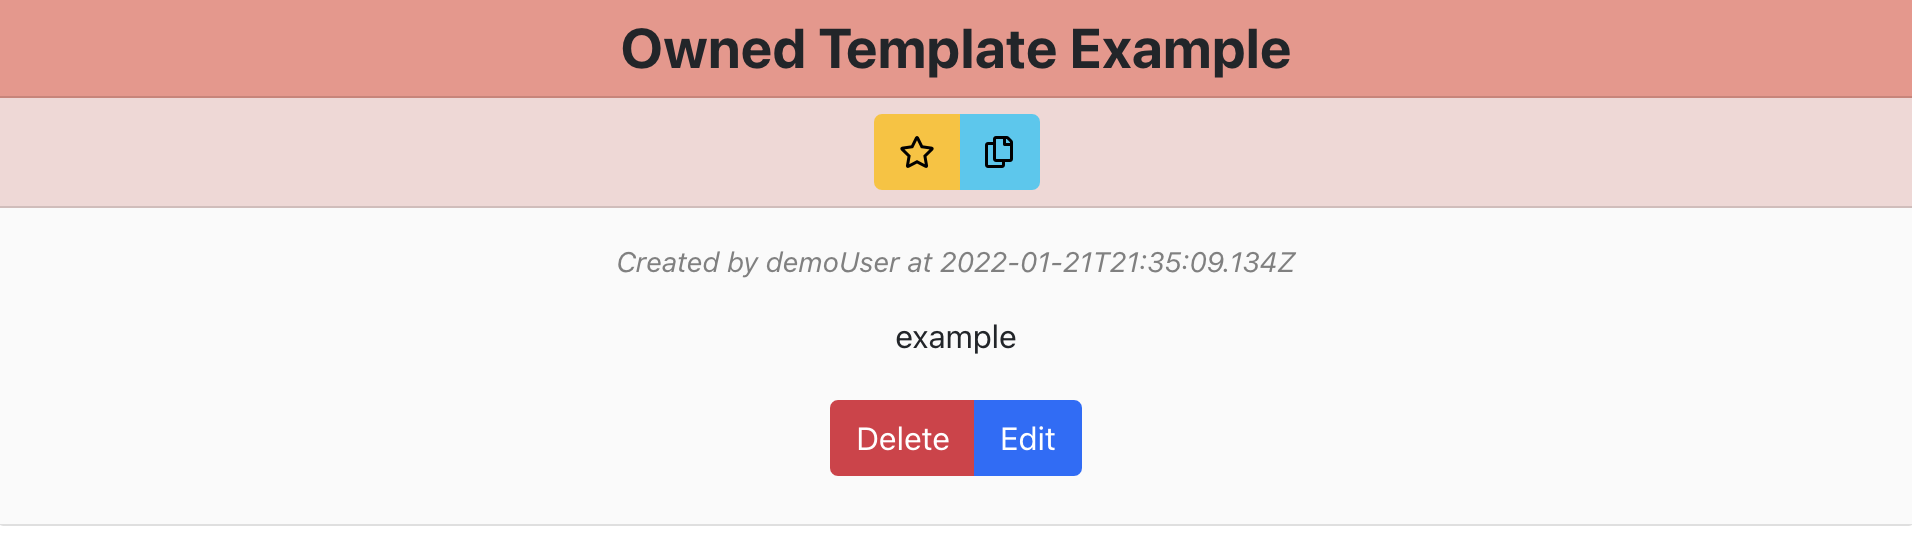 Owned Template Example
Created by demoUser at 2022-01-21T21:35:09.134Z
example
Delete Edit